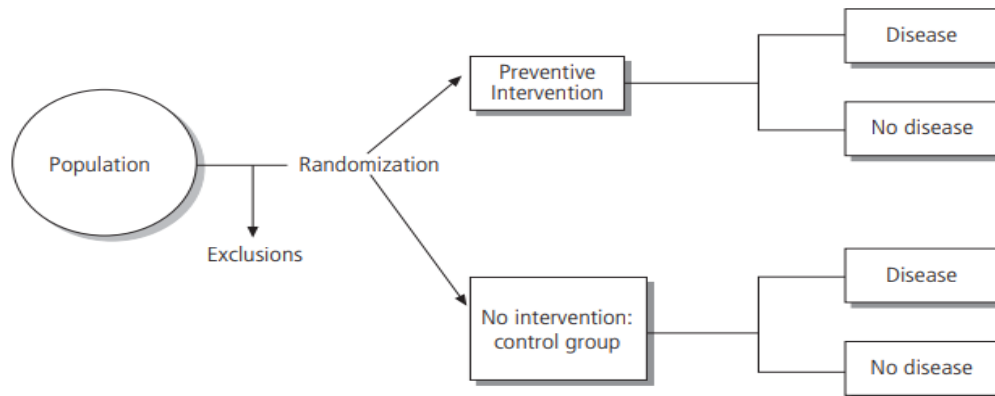 Population
Exclusions
Randomization
Preventive
Intervention
Disease
No disease
No intervention:
control group
Disease
No disease